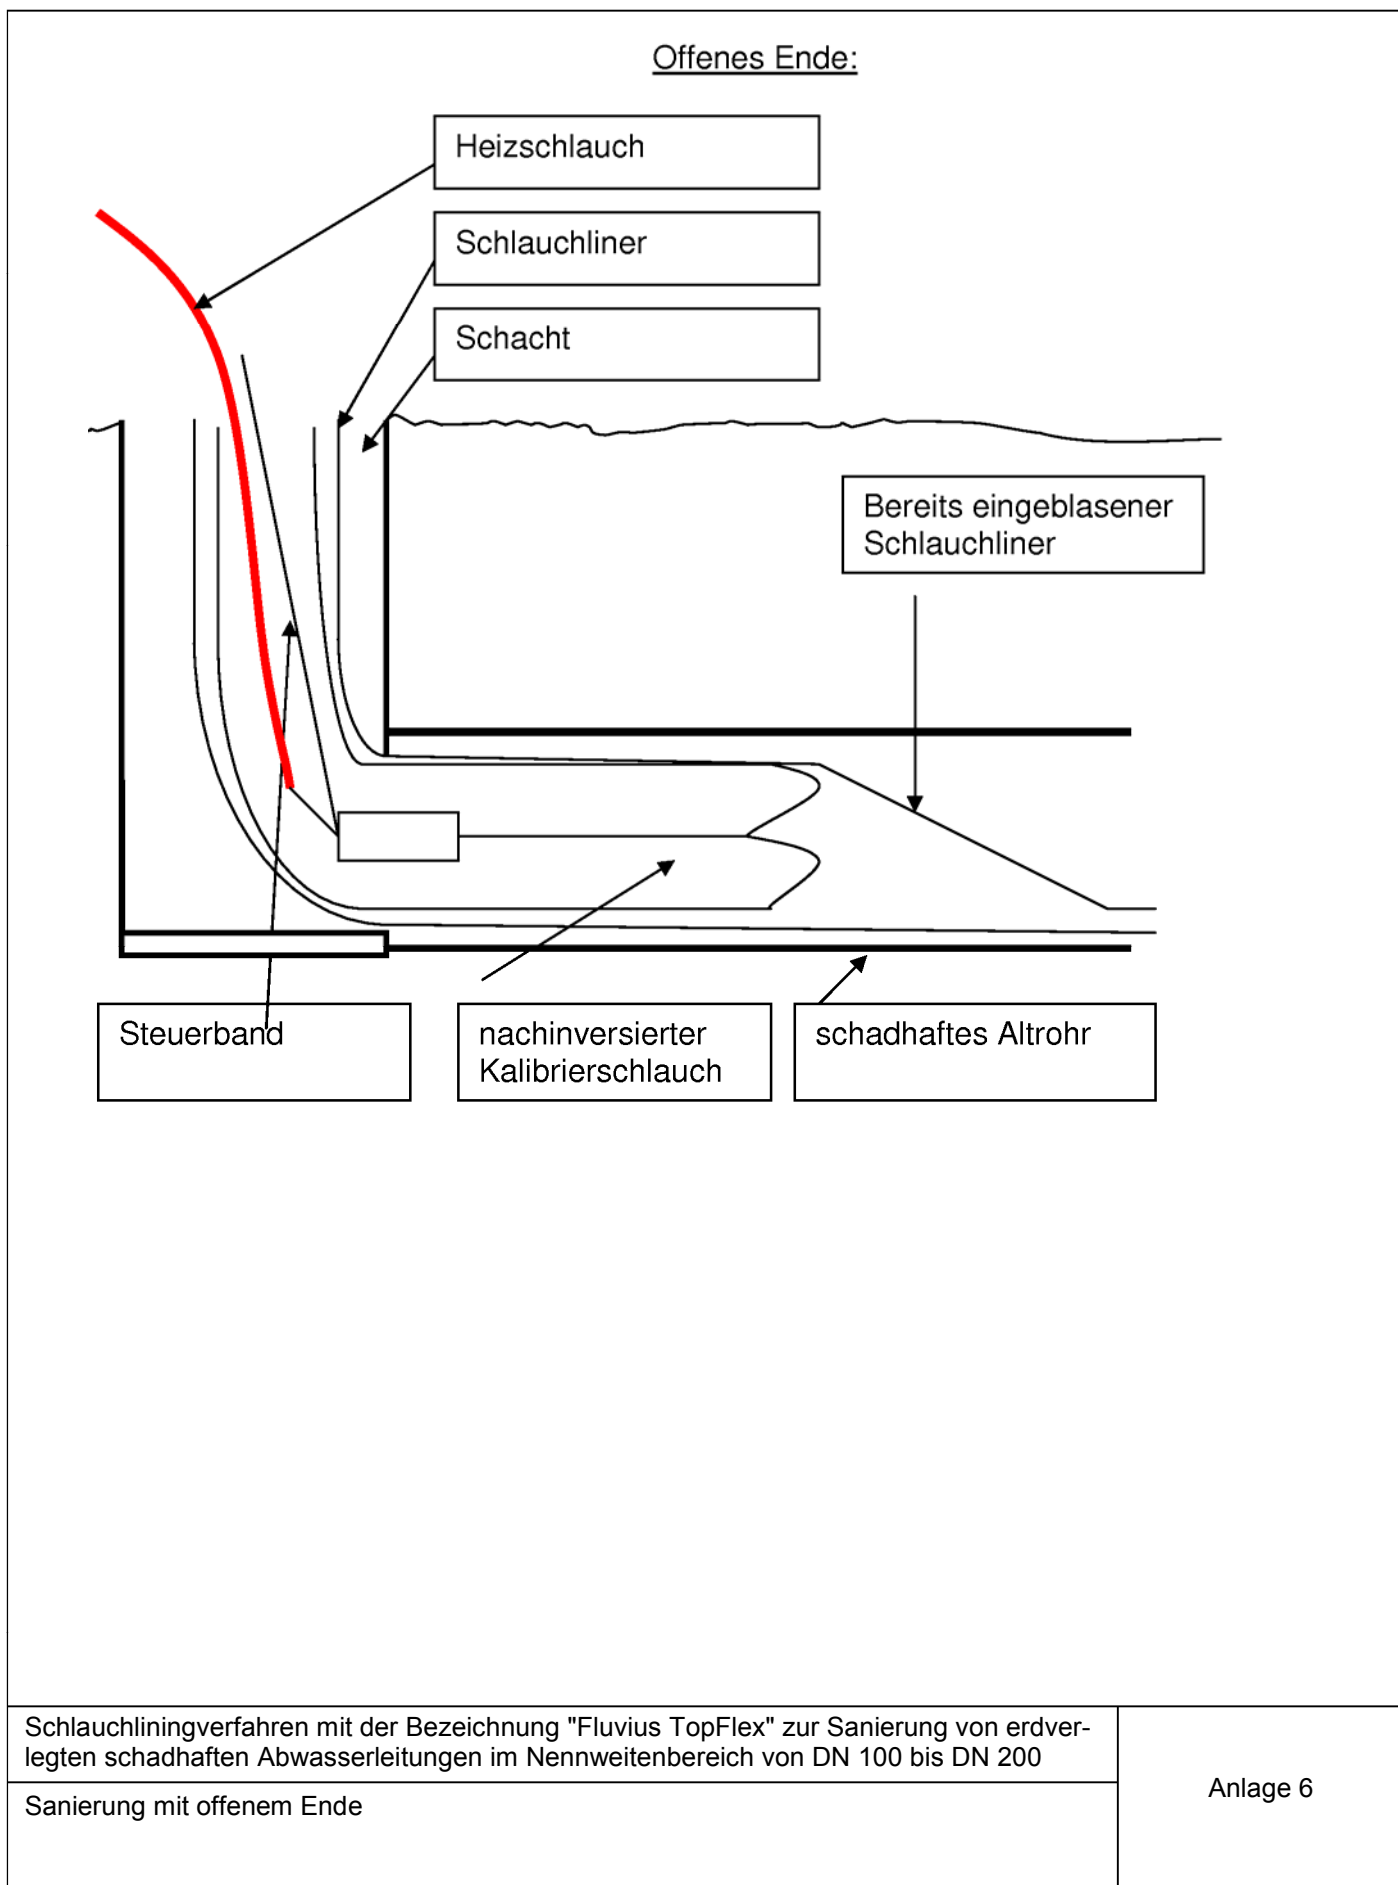 Offenes Ende:
Heizschlauch
Schlauchliner
Schacht
Bereits eingeblasener
Schlauchliner
Steuerband
nachinversierter
Kalibrierschlauch
schadhaftes Altrohr
Schlauchliningverfahren mit der Bezeichnung "Fluvius TopFlex" zur Sanierung von erdver-
legten schadhaften Abwasserleitungen im Nennweitenbereich von DN 100 bis DN 200
Sanierung mit offenem Ende
Anlage 6